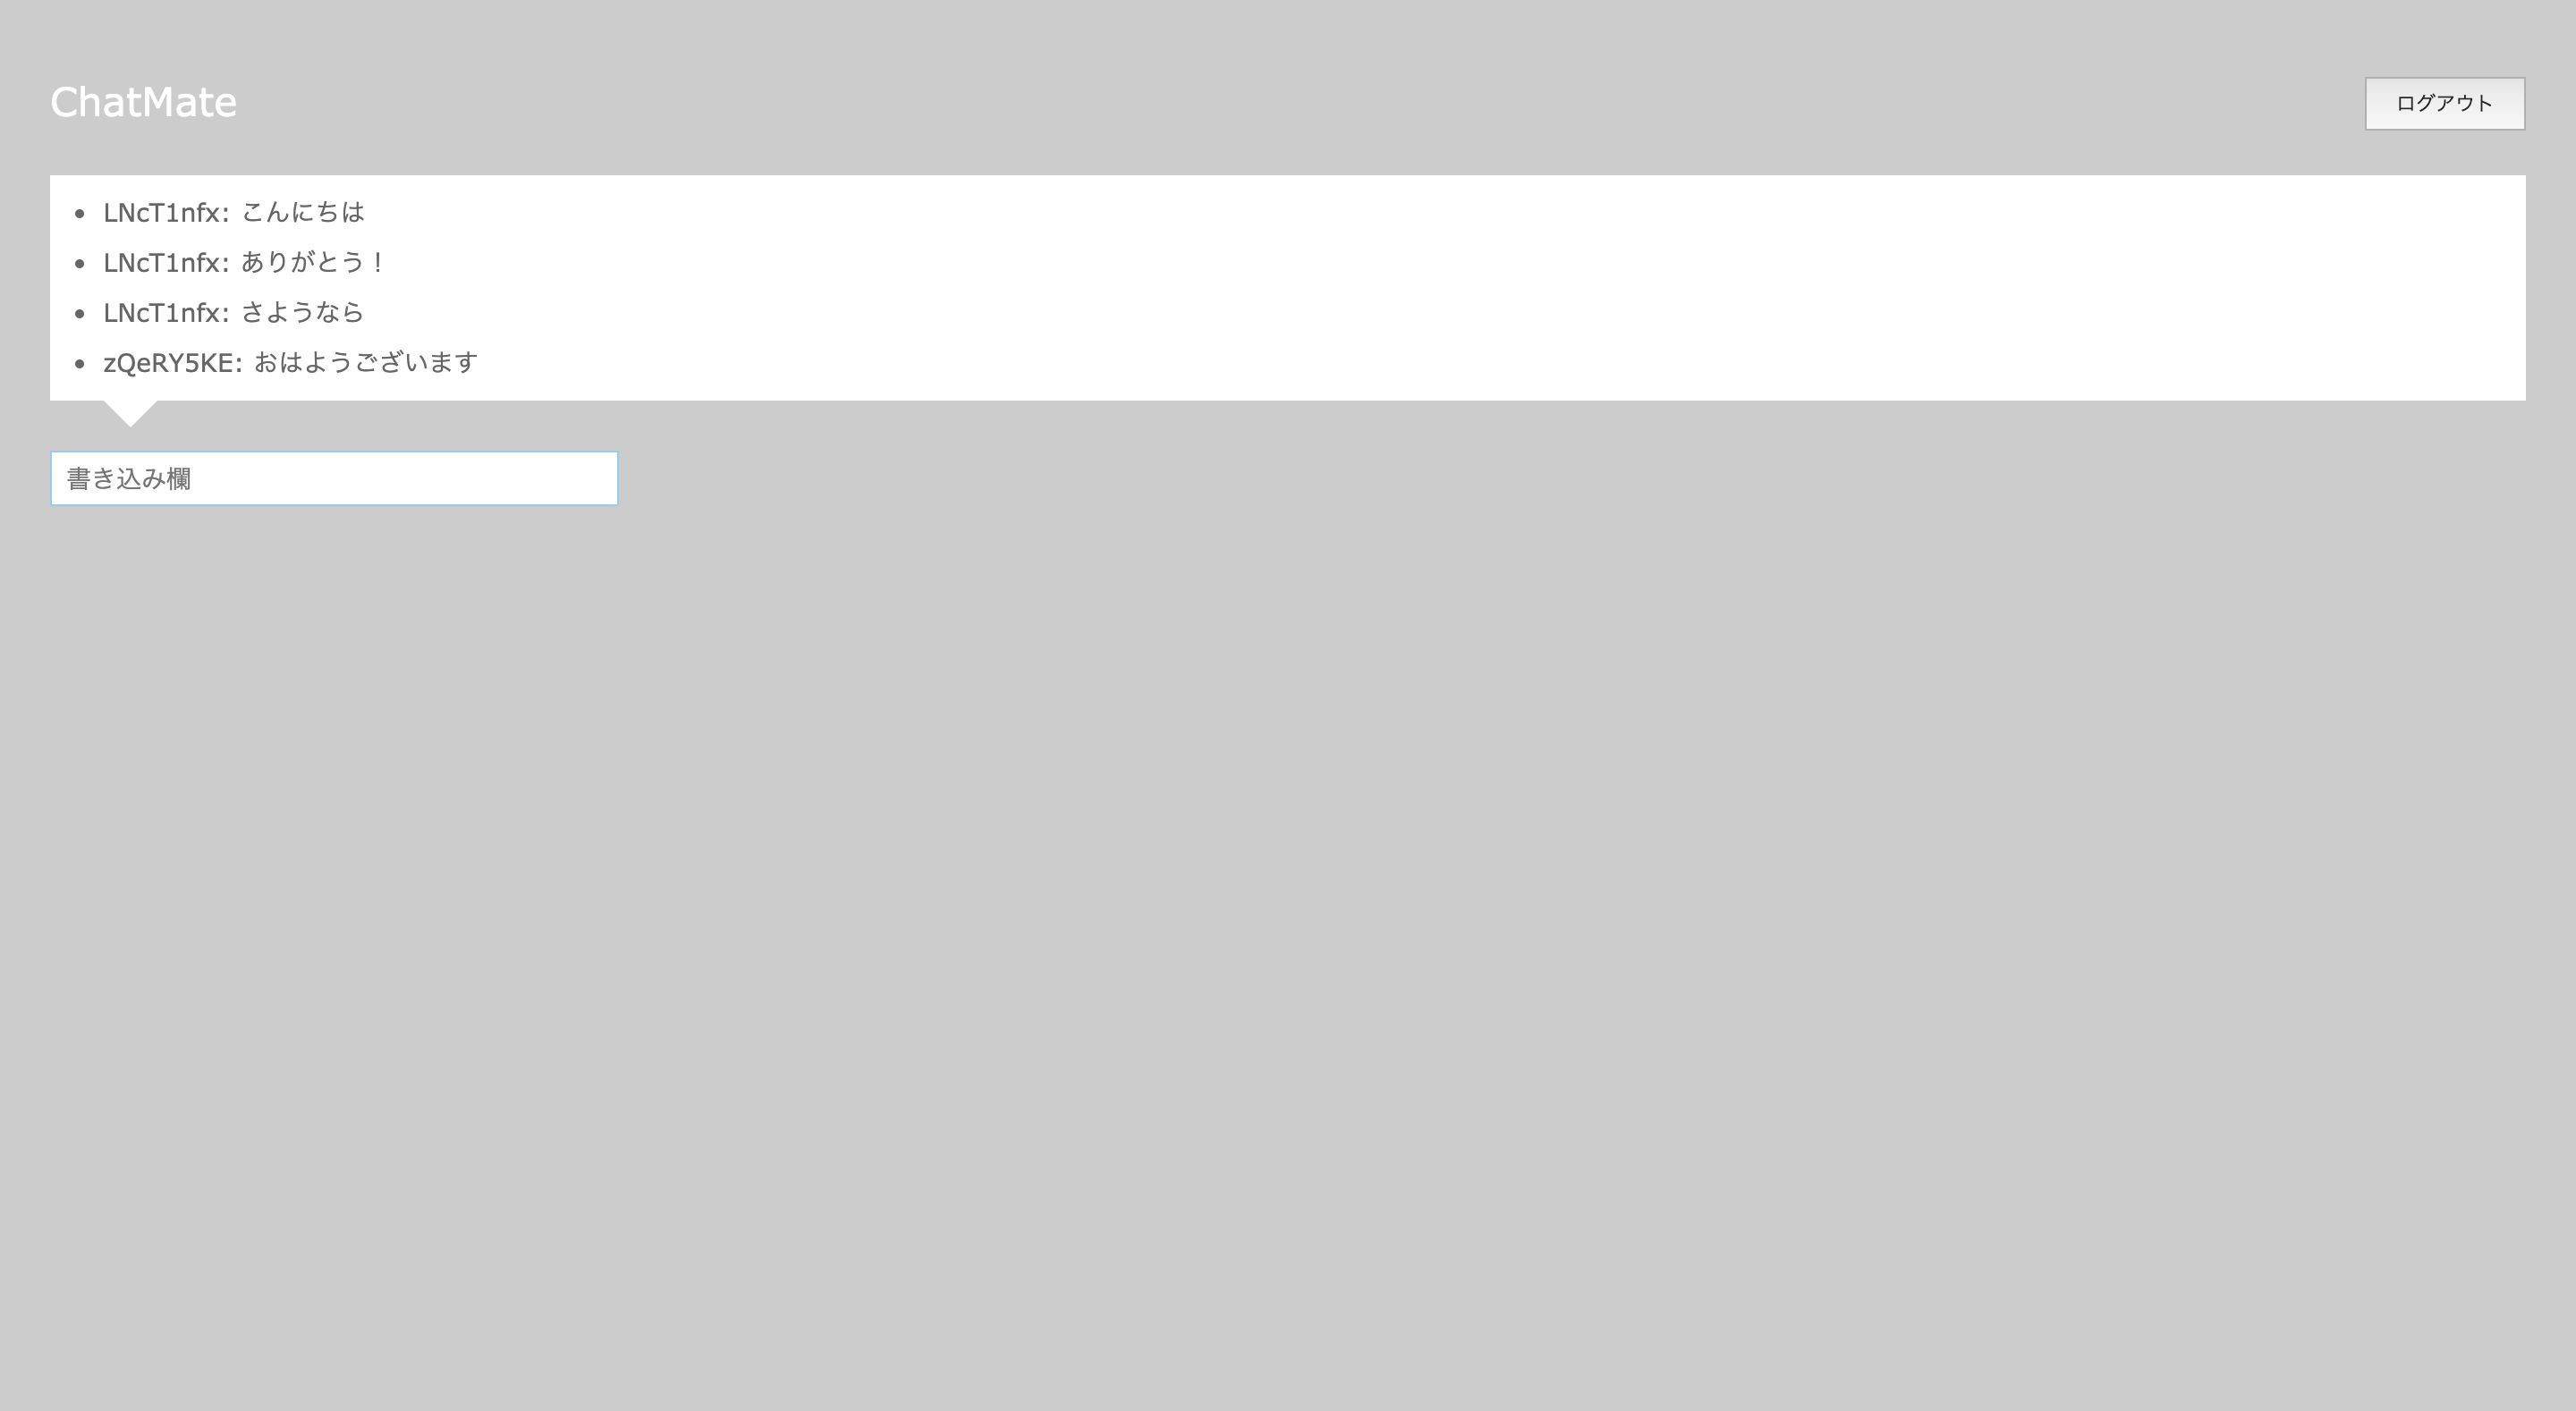 ChatMate
ログアウト
LNcT1nfx: こんにちは
LNcT1nfx: ありがとう！
LNcT1nfx: さようなら
zQeRY5KE: おはようございます
書き込み欄